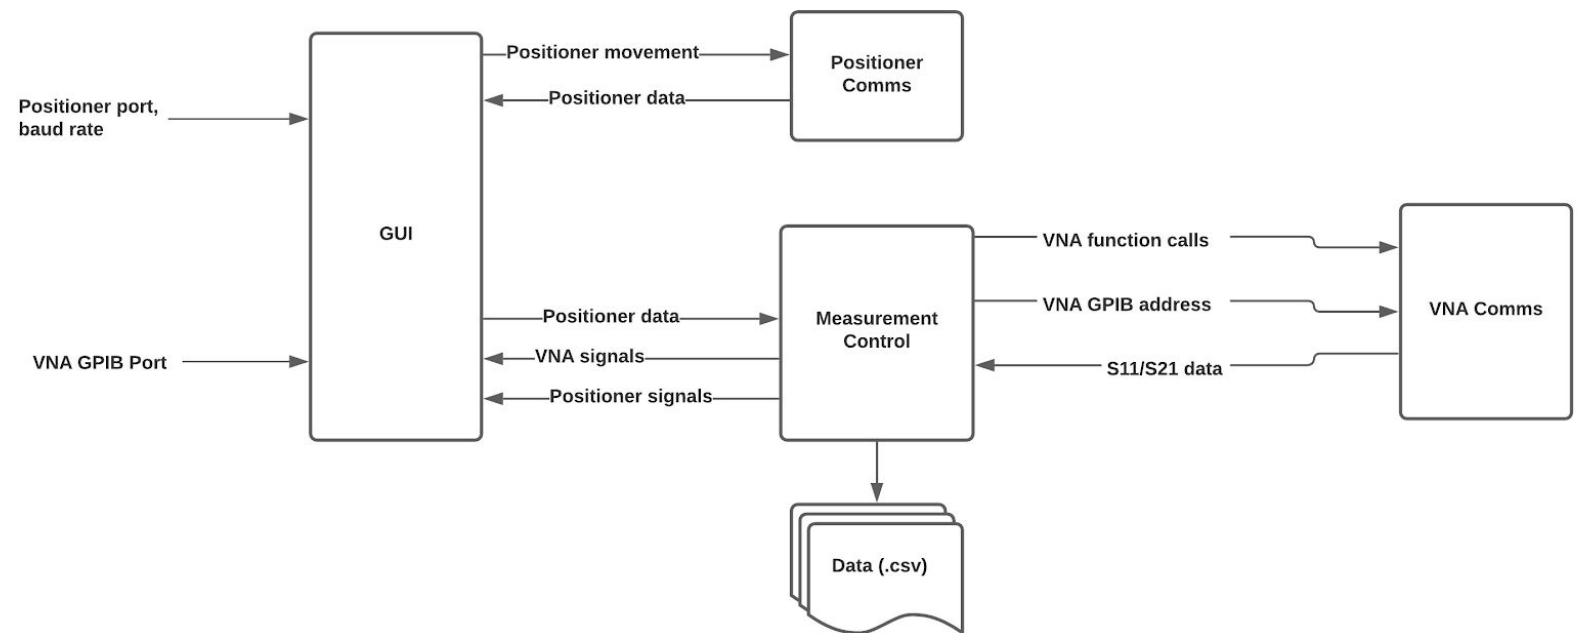 Positioner movement
Positioner
Comms
Positioner port,
baud rate
Positioner data
GUI
VNA function calls
VNA GPIB address
VNA Comms
Positioner data
Measurement
Control
VNA GPIB Port
VNA signals
S11/S21 data
Positioner signals
Data (.csv)